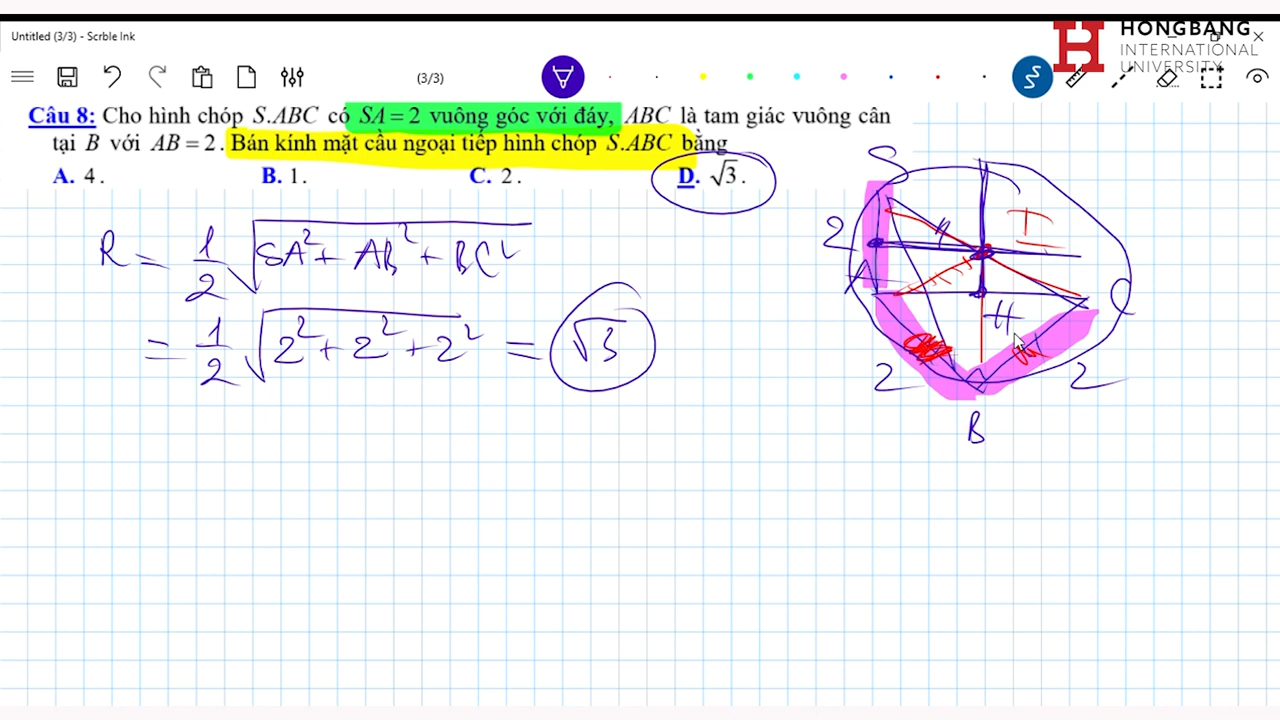 Untitled (3/3) - Scrble Ink
HONGBANG
INTERNATIONAL
UNIVERSITY
(3/3)
Câu 8: Cho hình chóp S.ABC có SA = 2 vuông góc với đáy, ABC là tam giác vuông cân
tại B với AB = 2. Bán kính mặt cầu ngoại tiếp hình chóp S.ABC bằng
A. 4. B. 1. C. 2. D. √3.
R = 1/2 √(SA² + AB² + BC²)
= 1/2 √(2² + 2² + 2²) = √3
S
I
2
A
C
H
2
2
B